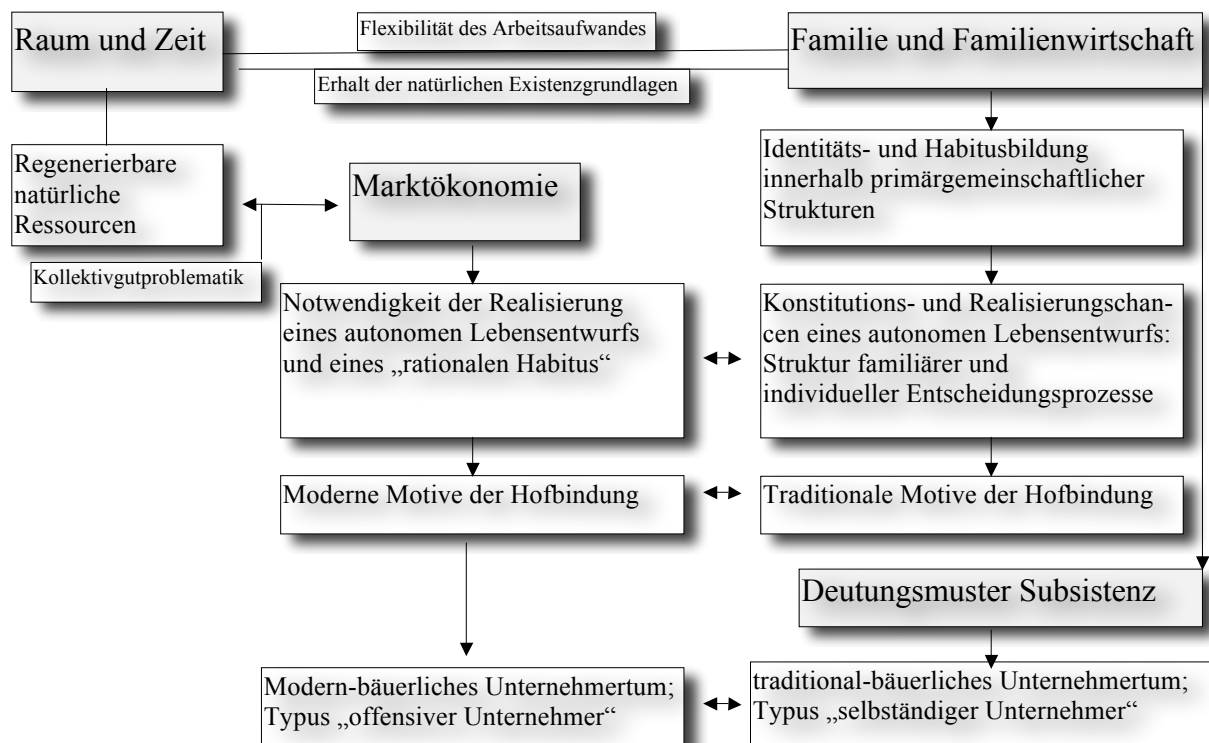 Raum und Zeit
Flexibilität des Arbeitsaufwandes
Erhalt der natürlichen Existenzgrundlagen
Familie und Familienwirtschaft
Regenerierbare
natürliche
Ressourcen
Marktökonomie
Identitäts- und Habitusbildung
innerhalb primärgemeinschaftlicher
Strukturen
Kollektivgutproblematik
Notwendigkeit der Realisierung
eines autonomen Lebensentwurfs
und eines „rationalen Habitus“
Konstitutions- und Realisierungschan-
cen eines autonomen Lebensentwurfs:
Struktur familiärer und
individueller Entscheidungsprozesse
Moderne Motive der Hofbindung
Traditionale Motive der Hofbindung
Deutungsmuster Subsistenz
Modern-bäuerliches Unternehmertum;
Typus „offensiver Unternehmer“
traditional-bäuerliches Unternehmertum;
Typus „selbständiger Unternehmer“